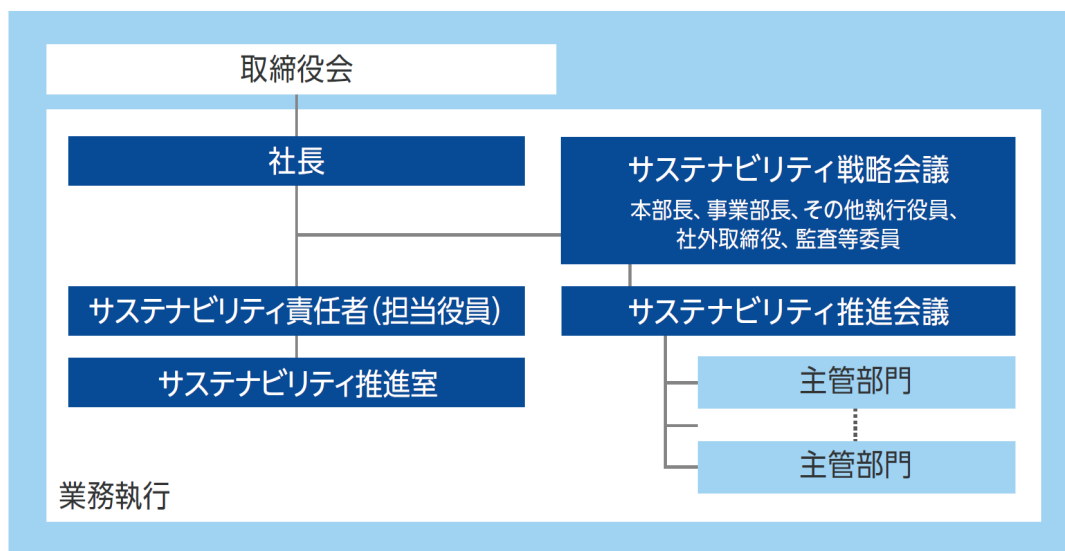 取締役会
社長
サステナビリティ戦略会議
本部長、事業部長、その他執行役員、
社外取締役、監査等委員
サステナビリティ責任者(担当役員)
サステナビリティ推進会議
サステナビリティ推進室
主管部門
主管部門
業務執行